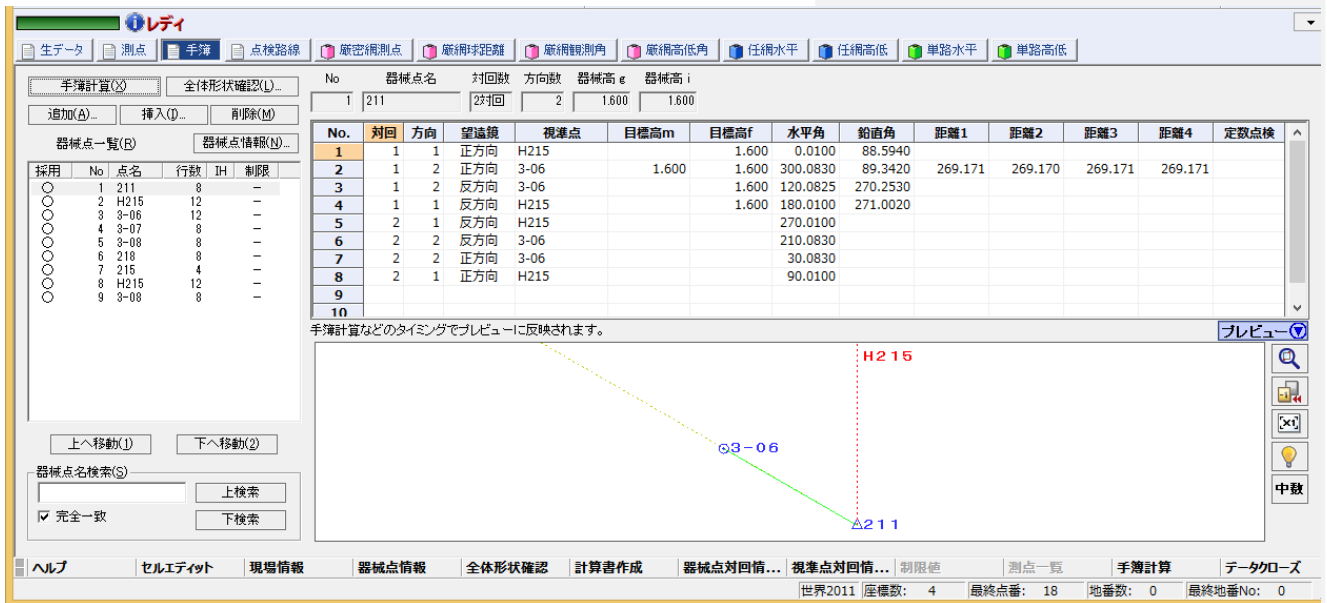 レディ
生データ 測点 手簿 点検路線 厳密網測点 厳網球距離 厳網観測角 厳網高低角 任網水平 任網高低 単路水平 単路高低
手簿計算(X) 全体形状確認(L)...
追加(A)... 挿入(I)... 削除(M)
器械点一覧(R) 器械点情報(N)...
採用 No 点名 行数 IH 制限
○ 1 211 8 −
○ 2 H215 12 −
○ 3 3-06 12 −
○ 4 3-07 8 −
○ 5 3-08 8 −
○ 6 218 8 −
○ 7 215 4 −
○ 8 H215 12 −
○ 9 3-08 8 −
上へ移動(1) 下へ移動(2)
器械点名検索(S)
上検索
完全一致 下検索
No 器械点名 対回数 方向数 器械高 g 器械高 i
1 211 2対回 2 1.600 1.600
No. 対回 方向 望遠鏡 視準点 目標高m 目標高f 水平角 鉛直角 距離1 距離2 距離3 距離4 定数点検
1 1 1 正方向 H215 1.600 0.0100 88.5940
2 1 2 正方向 3-06 1.600 1.600 300.0830 89.3420 269.171 269.170 269.171 269.171
3 1 2 反方向 3-06 1.600 120.0825 270.2530
4 1 1 反方向 H215 1.600 180.0100 271.0020
5 2 1 反方向 H215 270.0100
6 2 2 反方向 3-06 210.0830
7 2 2 正方向 3-06 30.0830
8 2 1 正方向 H215 90.0100
9
10
手簿計算などのタイミングでプレビューに反映されます。 プレビュー
H215
3-06
211
中数
ヘルプ セルエディット 現場情報 器械点情報 全体形状確認 計算書作成 器械点対回情... 視準点対回情... 制限値 測点一覧 手簿計算 データクローズ
世界2011 座標数: 4 最終点番: 18 地番数: 0 最終地番No: 0